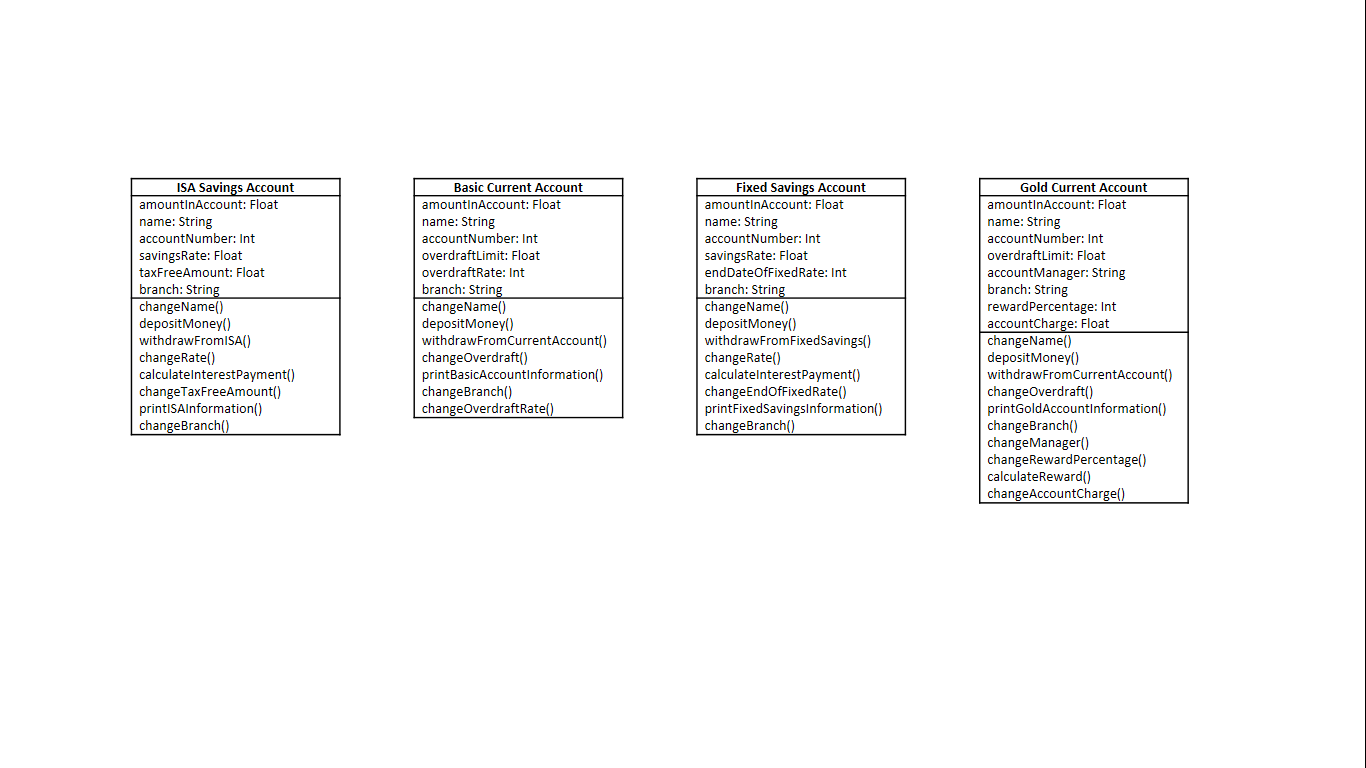 ISA Savings Account
amountInAccount: Float
name: String
accountNumber: Int
savingsRate: Float
taxFreeAmount: Float
branch: String
changeName()
depositMoney()
withdrawFromISA()
changeRate()
calculateInterestPayment()
changeTaxFreeAmount()
printISAInformation()
changeBranch()
Basic Current Account
amountInAccount: Float
name: String
accountNumber: Int
overdraftLimit: Float
overdraftRate: Int
branch: String
changeName()
depositMoney()
withdrawFromCurrentAccount()
changeOverdraft()
printBasicAccountInformation()
changeBranch()
changeOverdraftRate()
Fixed Savings Account
amountInAccount: Float
name: String
accountNumber: Int
savingsRate: Float
endDateOfFixedRate: Int
branch: String
changeName()
depositMoney()
withdrawFromFixedSavings()
changeRate()
calculateInterestPayment()
changeEndOfFixedRate()
printFixedSavingsInformation()
changeBranch()
Gold Current Account
amountInAccount: Float
name: String
accountNumber: Int
overdraftLimit: Float
accountManager: String
branch: String
rewardPercentage: Int
accountCharge: Float
changeName()
depositMoney()
withdrawFromCurrentAccount()
changeOverdraft()
printGoldAccountInformation()
changeBranch()
changeManager()
changeRewardPercentage()
calculateReward()
changeAccountCharge()